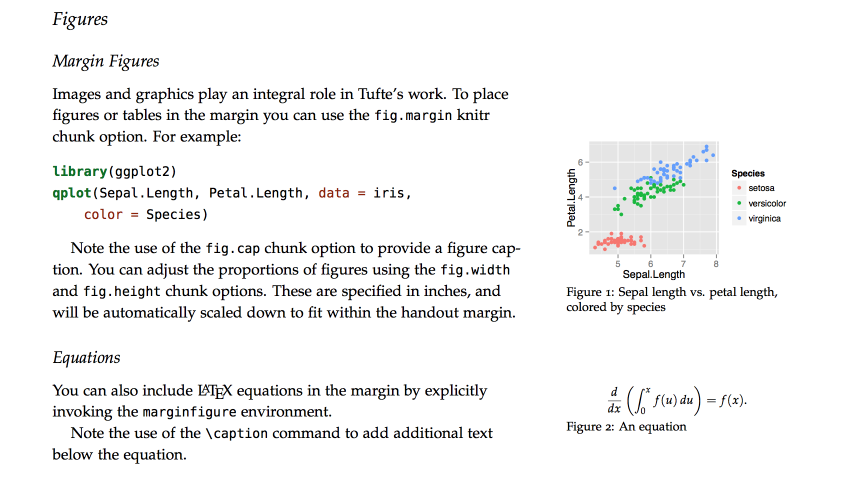 Figures
Margin Figures
Images and graphics play an integral role in Tufte's work. To place
figures or tables in the margin you can use the fig.margin knitr
chunk option. For example:
library(ggplot2)
qplot(Sepal.Length, Petal.Length, data = iris,
color = Species)
Note the use of the fig.cap chunk option to provide a figure cap-
tion. You can adjust the proportions of figures using the fig.width
and fig.height chunk options. These are specified in inches, and
will be automatically scaled down to fit within the handout margin.
Petal.Length
6
4
2
5 6 7 8
Sepal.Length
Species
setosa
versicolor
virginica
Figure 1: Sepal length vs. petal length,
colored by species
Equations
You can also include LATEX equations in the margin by explicitly
invoking the marginfigure environment.
Note the use of the \caption command to add additional text
below the equation.
d/dx (∫₀ˣ f(u) du) = f(x).
Figure 2: An equation